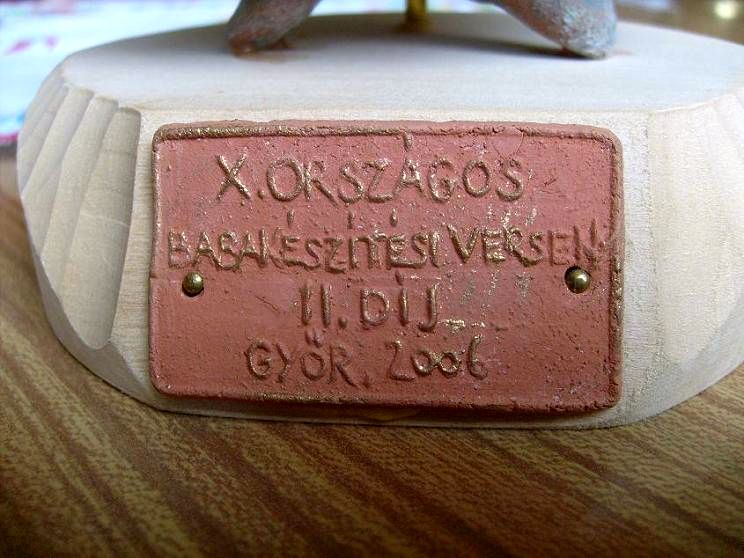 X. ORSZÁGOS
BABAKÉSZÍTÉSI VERSENY
II. DÍJ
GYŐR, 2006